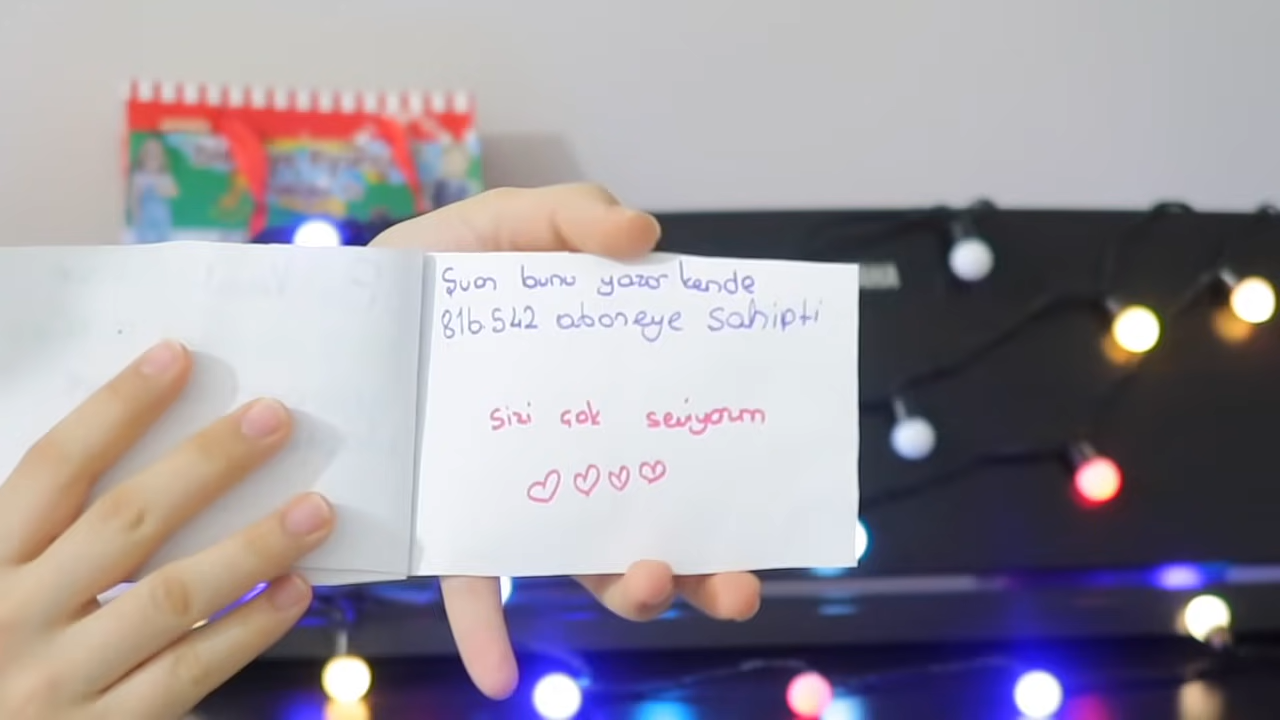 Şuan bunu yazarkende
816.542 aboneye sahipti
sizi çok seviyorum